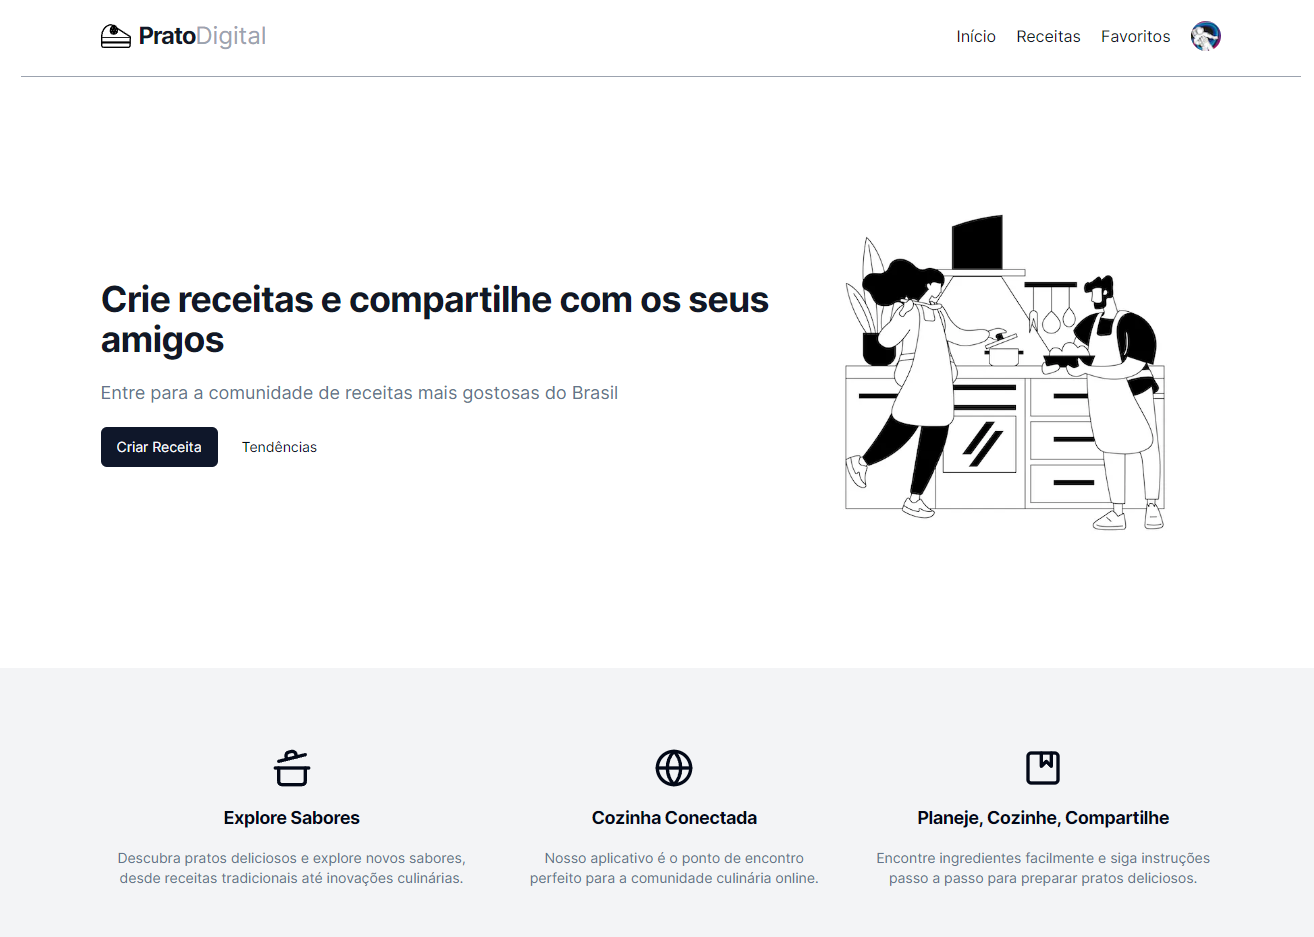 PratoDigital
Início Receitas Favoritos
Crie receitas e compartilhe com os seus
amigos
Entre para a comunidade de receitas mais gostosas do Brasil
Criar Receita Tendências
Explore Sabores
Descubra pratos deliciosos e explore novos sabores,
desde receitas tradicionais até inovações culinárias.
Cozinha Conectada
Nosso aplicativo é o ponto de encontro
perfeito para a comunidade culinária online.
Planeje, Cozinhe, Compartilhe
Encontre ingredientes facilmente e siga instruções
passo a passo para preparar pratos deliciosos.